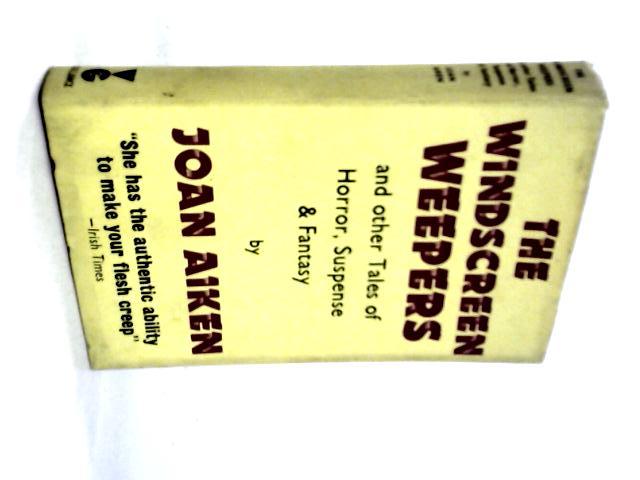 THE
WINDSCREEN
WEEPERS
and other Tales of
Horror, Suspense
& Fantasy
by
JOAN AIKEN
"She has the authentic ability
to make your flesh creep"
—Irish Times